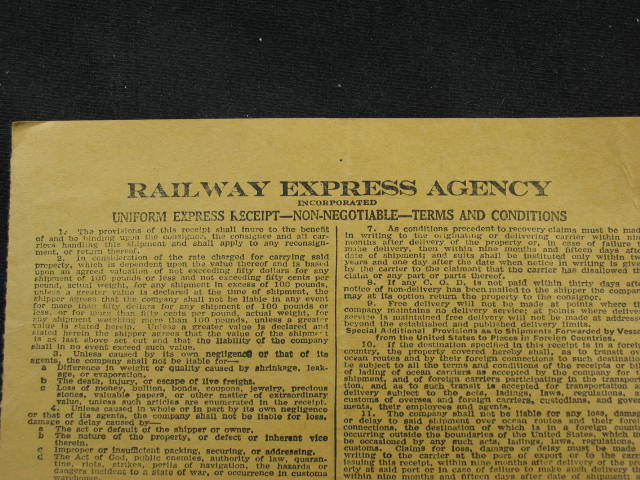 RAILWAY EXPRESS AGENCY
INCORPORATED
UNIFORM EXPRESS RECEIPT—NON-NEGOTIABLE—TERMS AND CONDITIONS
1. The provisions of this receipt shall inure to the benefit
of and be binding upon the consignor, the consignee and all car-
riers handling this shipment and shall apply to any reconsign-
ment, or return thereof.
2. In consideration of the rate charged for carrying said
property, which is dependent upon the value thereof and is based
upon an agreed valuation of not exceeding fifty dollars for any
shipment of 100 pounds or less and not exceeding fifty cents per
pound, actual weight, for any shipment in excess of 100 pounds,
unless a greater value is declared at the time of shipment, the
shipper agrees that the company shall not be liable in any event
for more than fifty dollars for any shipment of 100 pounds or
less, or for more than fifty cents per pound, actual weight, for
any shipment weighing more than 100 pounds, unless a greater
value is stated herein. Unless a greater value is declared and
stated herein the shipper agrees that the value of the shipment
is as last above set out and that the liability of the company
shall in no event exceed such value.
3. Unless caused by its own negligence or that of its
agents, the company shall not be liable for—
a Difference in weight or quality caused by shrinkage, leak-
age, or evaporation.
b The death, injury, or escape of live freight.
c Loss of money, bullion, bonds, coupons, jewelry, precious
stones, valuable papers, or other matter of extraordinary
value, unless such articles are enumerated in the receipt.
4. Unless caused in whole or in part by its own negligence
or that of its agents, the company shall not be liable for loss,
damage or delay caused by—
a The act or default of the shipper or owner.
b The nature of the property, or defect or inherent vice
therein.
c Improper or insufficient packing, securing, or addressing.
d The Act of God, public enemies, authority of law, quaran-
tine, riots, strikes, perils of navigation, the hazards or
dangers incident to a state of war, or occurrence in customs
warehouse.
7. As conditions precedent to recovery claims must be made
in writing to the originating or delivering carrier within nine
months after delivery of the property or, in case of failure to
make delivery, then within nine months and fifteen days after
date of shipment and suits shall be instituted only within two
years and one day after the date when notice in writing is given
by the carrier to the claimant that the carrier has disallowed the
claim or any part or parts thereof.
8. If any C. O. D. is not paid within thirty days after
notice of non-delivery has been mailed to the shipper the company
may at its option return the property to the consignor.
9. Free delivery will not be made at points where the
company maintains no delivery service; at points where delivery
service is maintained free delivery will not be made at addresses
beyond the established and published delivery limits.
Special Additional Provisions as to Shipments Forwarded by Vessel
from the United States to Places in Foreign Countries.
10. If the destination specified in this receipt is in a foreign
country, the property covered hereby shall, as to transit over
ocean routes and by their foreign connections to such destination,
be subject to all the terms and conditions of the receipts or bills
of lading of ocean carriers as accepted by the company for the
shipment, and of foreign carriers participating in the transporta-
tion, and as to such transit is accepted for transportation and
delivery subject to the acts, ladings, laws, regulations, and
customs of oversea and foreign carriers, custodians, and govern-
ments, their employees and agents.
11. The company shall not be liable for any loss, damage,
or delay to said shipment over ocean routes and their foreign
connections, the destination of which is in a foreign country,
occurring outside the boundaries of the United States, which may
be occasioned by any such acts, ladings, laws, regulations, or
customs. Claims for loss, damage or delay must be made in
writing to the carrier at the port of export or to the carrier
issuing this receipt, within nine months after delivery of the prop-
erty at said port or in case of failure to make such delivery then
within nine months and fifteen days after date of